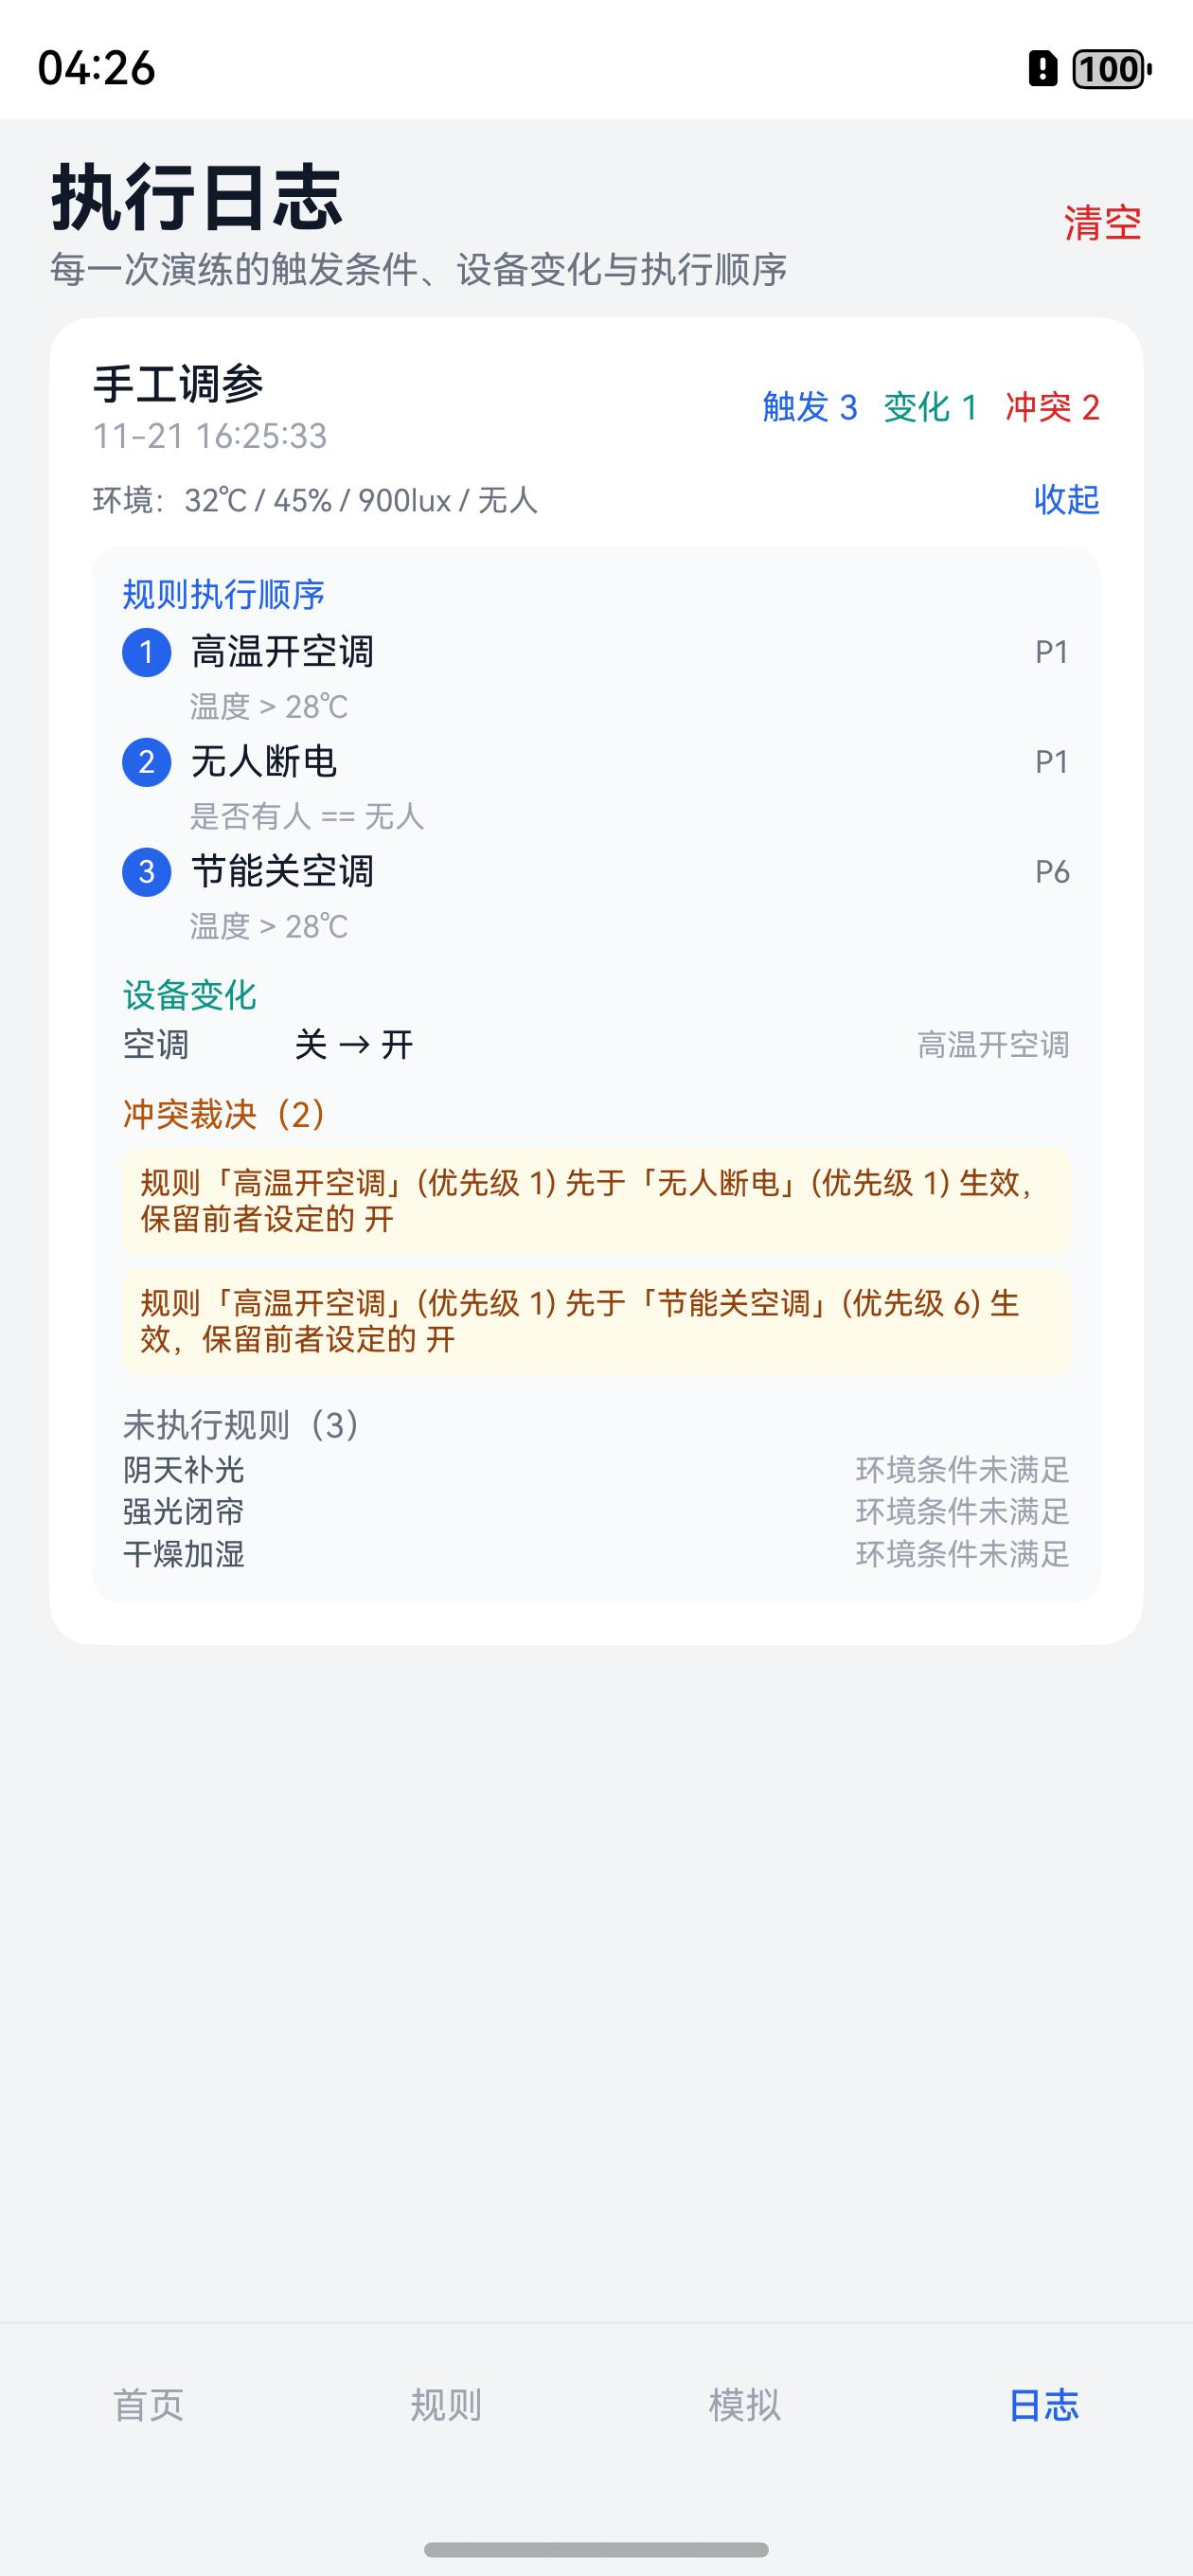 04:26
100
执行日志
清空
每一次演练的触发条件、设备变化与执行顺序
手工调参
触发 3 变化 1 冲突 2
11-21 16:25:33
环境：32℃ / 45% / 900lux / 无人
收起
规则执行顺序
1 高温开空调 P1
温度 > 28℃
2 无人断电 P1
是否有人 == 无人
3 节能关空调 P6
温度 > 28℃
设备变化
空调 关 → 开 高温开空调
冲突裁决（2）
规则「高温开空调」(优先级 1) 先于「无人断电」(优先级 1) 生效，
保留前者设定的 开
规则「高温开空调」(优先级 1) 先于「节能关空调」(优先级 6) 生
效，保留前者设定的 开
未执行规则（3）
阴天补光 环境条件未满足
强光闭帘 环境条件未满足
干燥加湿 环境条件未满足
首页 规则 模拟 日志